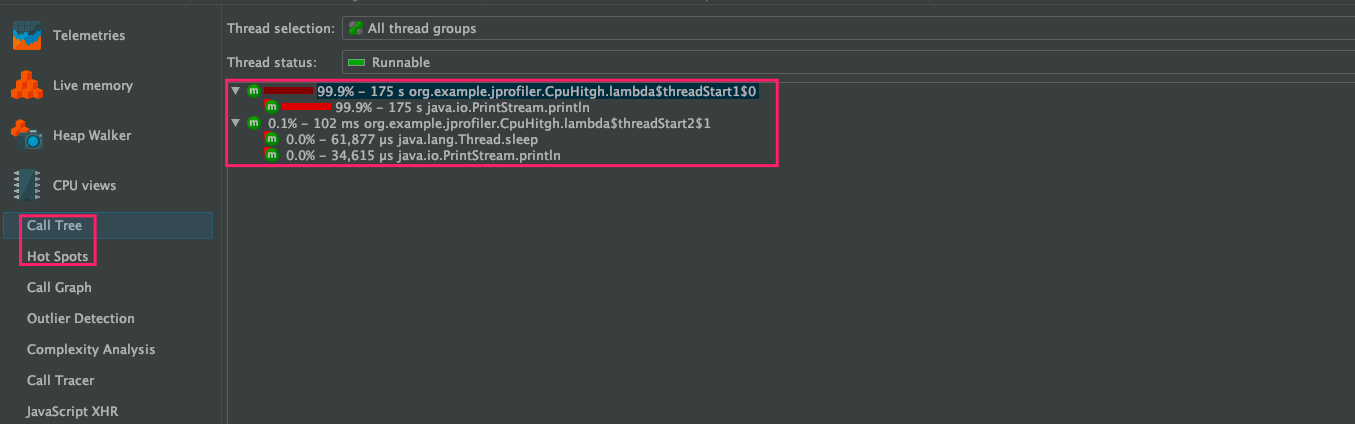 Thread selection: All thread groups
Thread status: Runnable
Telemetries
Live memory
Heap Walker
CPU views
Call Tree
Hot Spots
Call Graph
Outlier Detection
Complexity Analysis
Call Tracer
JavaScript XHR
m 99.9% – 175 s org.example.jprofiler.CpuHitgh.lambda$threadStart1$0
m 99.9% – 175 s java.io.PrintStream.println
m 0.1% – 102 ms org.example.jprofiler.CpuHitgh.lambda$threadStart2$1
m 0.0% – 61,877 µs java.lang.Thread.sleep
m 0.0% – 34,615 µs java.io.PrintStream.println